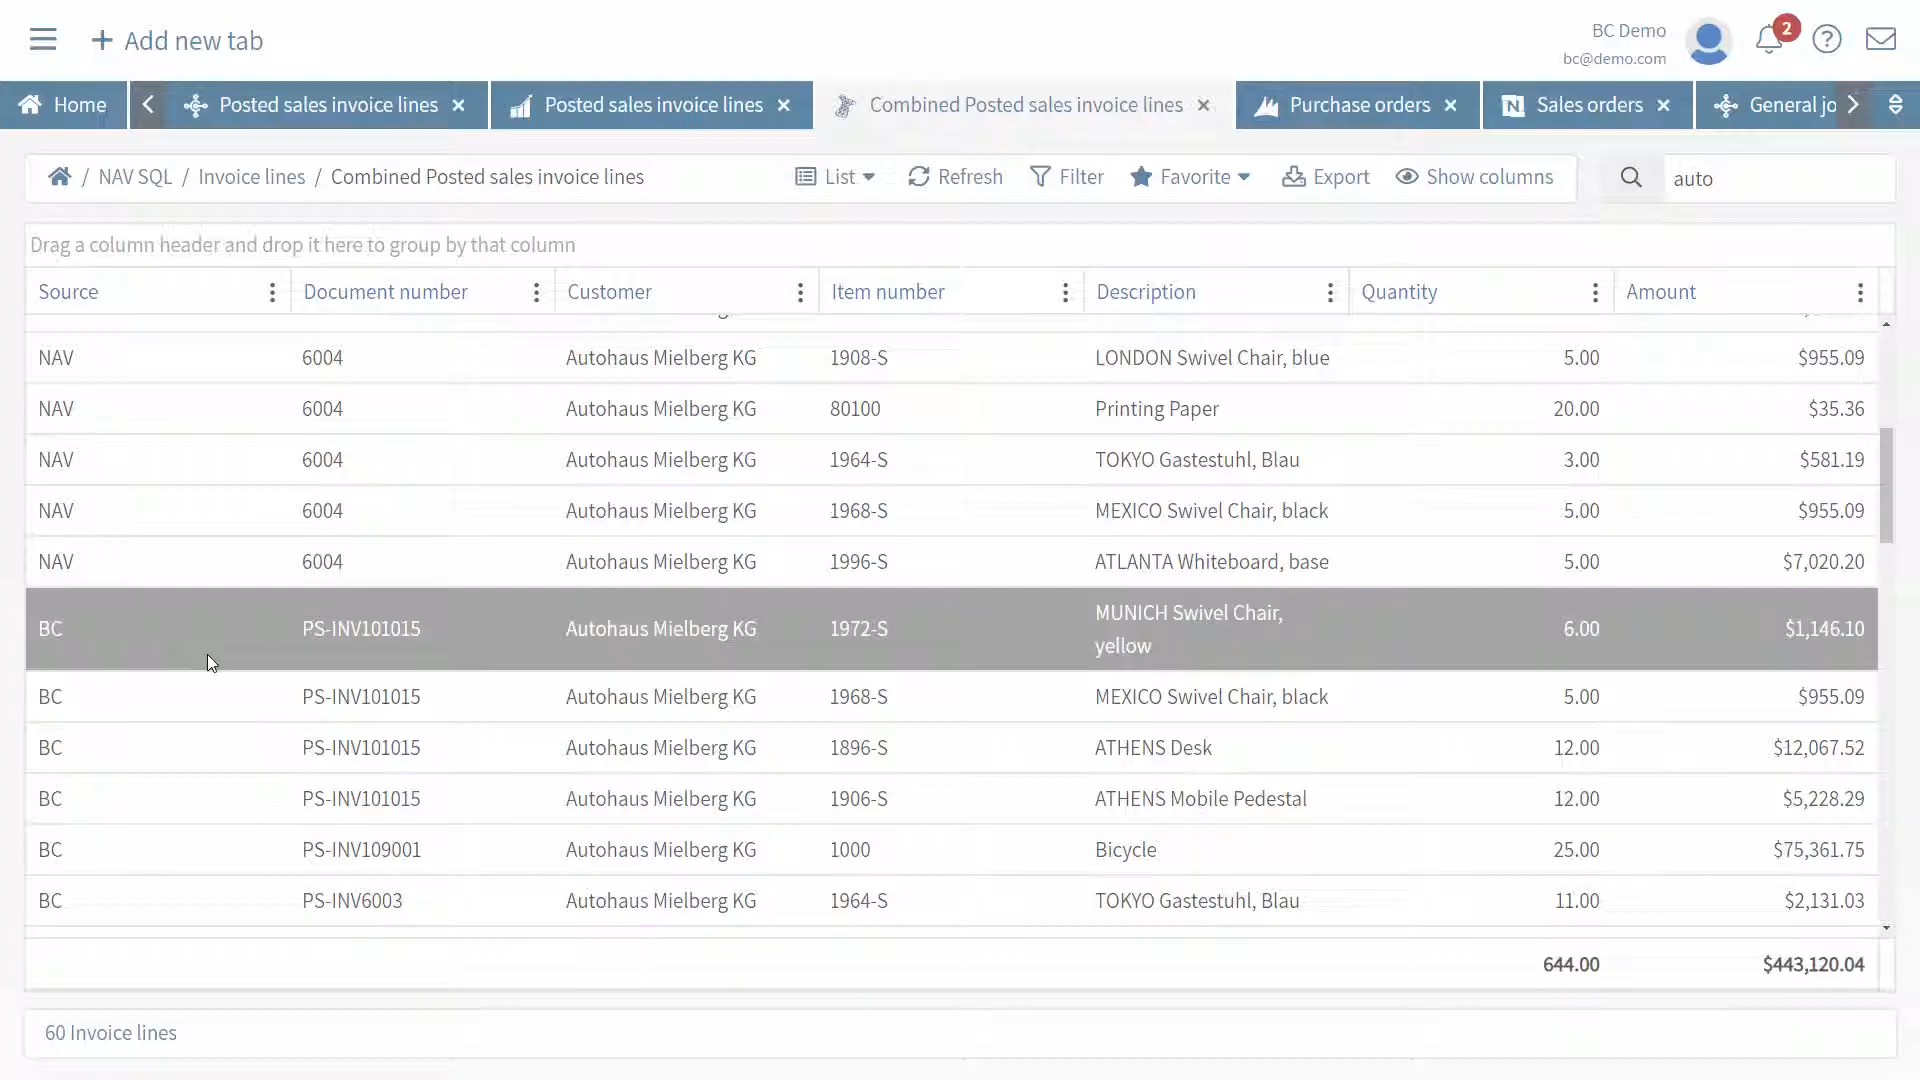 Add new tab
BC Demo
bc@demo.com
2
Home
Posted sales invoice lines
Posted sales invoice lines
Combined Posted sales invoice lines
Purchase orders
N Sales orders
General jo
/ NAV SQL / Invoice lines / Combined Posted sales invoice lines
List
Refresh
Filter
Favorite
Export
Show columns
auto
Drag a column header and drop it here to group by that column
Source Document number Customer Item number Description Quantity Amount
NAV 6004 Autohaus Mielberg KG 1908-S LONDON Swivel Chair, blue 5.00 $955.09
NAV 6004 Autohaus Mielberg KG 80100 Printing Paper 20.00 $35.36
NAV 6004 Autohaus Mielberg KG 1964-S TOKYO Gastestuhl, Blau 3.00 $581.19
NAV 6004 Autohaus Mielberg KG 1968-S MEXICO Swivel Chair, black 5.00 $955.09
NAV 6004 Autohaus Mielberg KG 1996-S ATLANTA Whiteboard, base 5.00 $7,020.20
BC PS-INV101015 Autohaus Mielberg KG 1972-S MUNICH Swivel Chair, 6.00 $1,146.10
yellow
BC PS-INV101015 Autohaus Mielberg KG 1968-S MEXICO Swivel Chair, black 5.00 $955.09
BC PS-INV101015 Autohaus Mielberg KG 1896-S ATHENS Desk 12.00 $12,067.52
BC PS-INV101015 Autohaus Mielberg KG 1906-S ATHENS Mobile Pedestal 12.00 $5,228.29
BC PS-INV109001 Autohaus Mielberg KG 1000 Bicycle 25.00 $75,361.75
BC PS-INV6003 Autohaus Mielberg KG 1964-S TOKYO Gastestuhl, Blau 11.00 $2,131.03
644.00 $443,120.04
60 Invoice lines